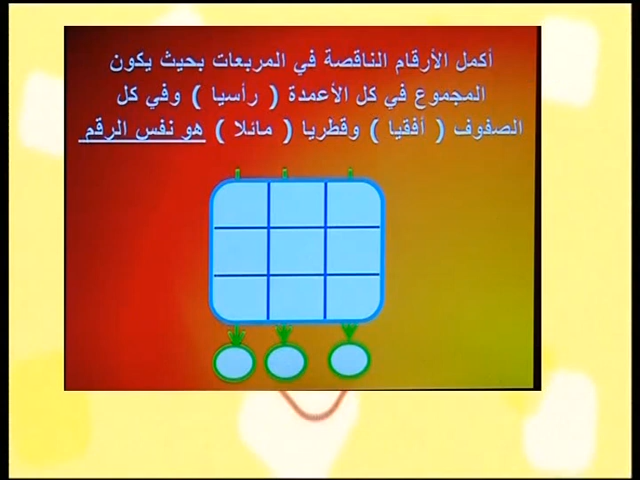 أكمل الأرقام الناقصة في المربعات بحيث يكون
المجموع في كل الأعمدة ( رأسيا ) وفي كل
الصفوف ( أفقيا ) وقطريا ( مائلا ) هو نفس الرقم